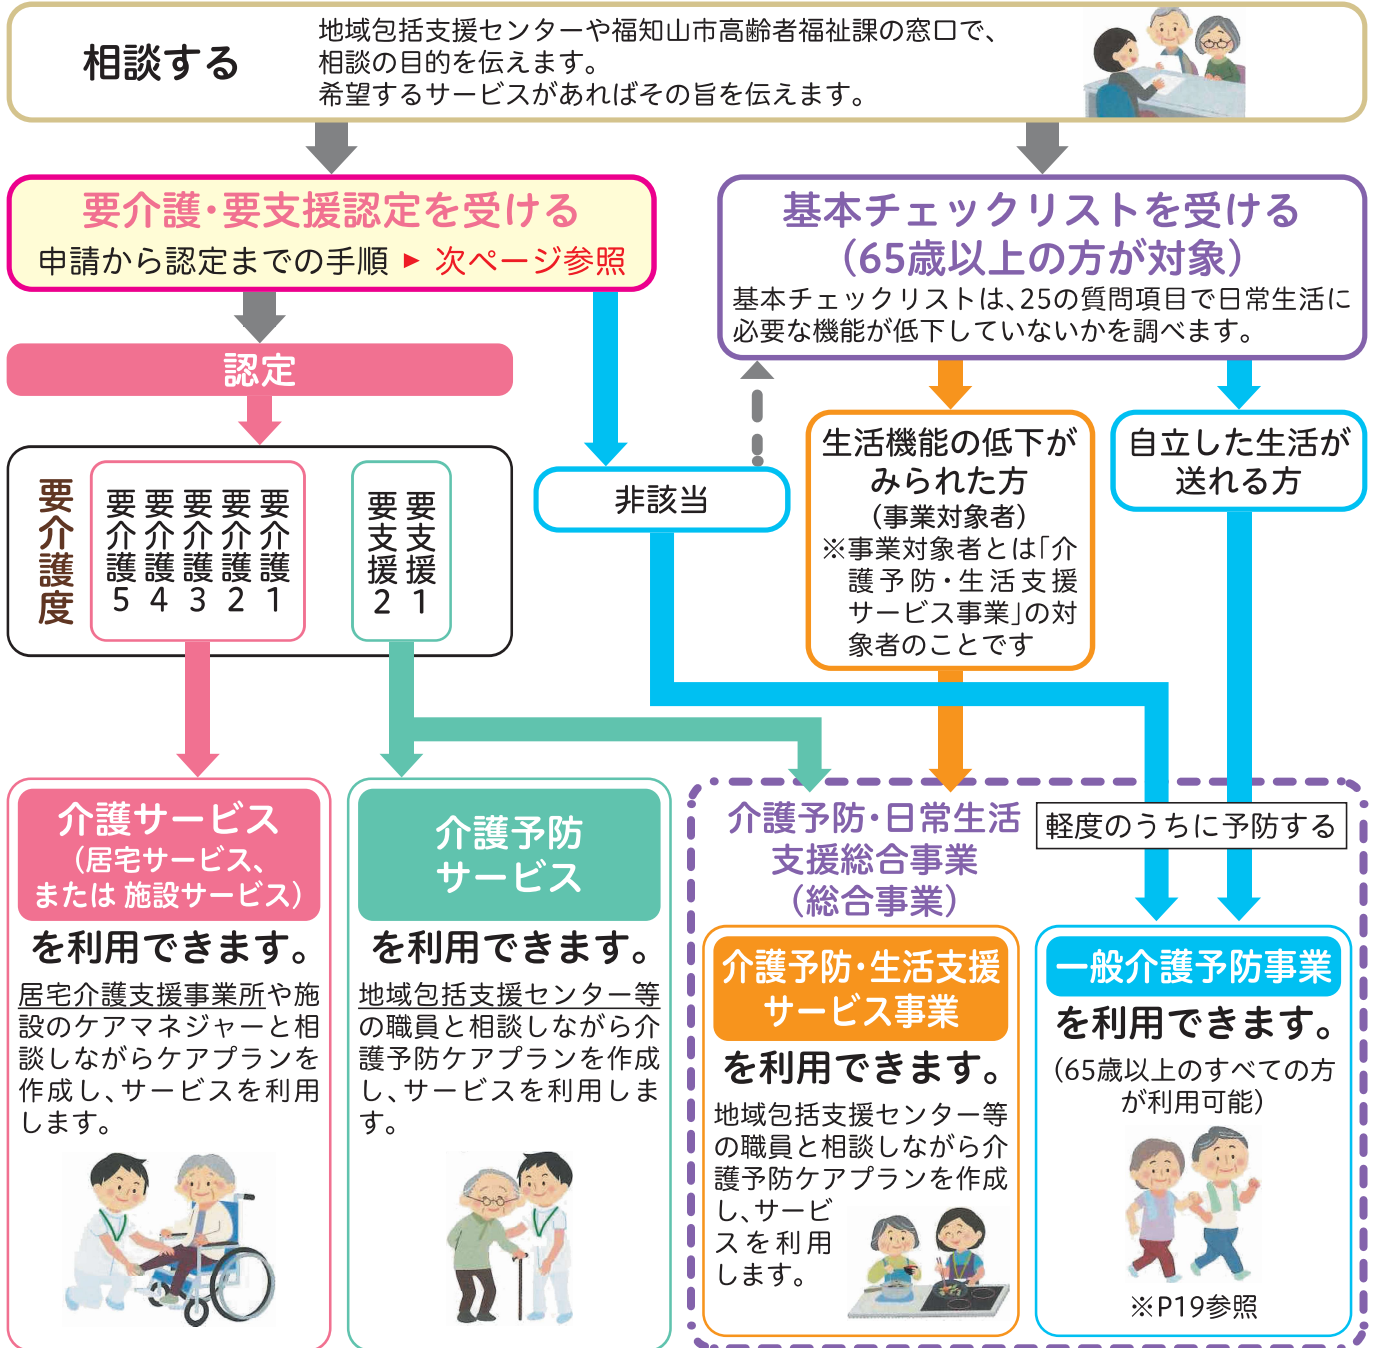 相談する
地域包括支援センターや福知山市高齢者福祉課の窓口で、
相談の目的を伝えます。
希望するサービスがあればその旨を伝えます。
要介護・要支援認定を受ける
申請から認定までの手順 ▶ 次ページ参照
基本チェックリストを受ける
（65歳以上の方が対象）
基本チェックリストは、25の質問項目で日常生活に
必要な機能が低下していないかを調べます。
認定
要介護度
要介護5
要介護4
要介護3
要介護2
要介護1
要支援2
要支援1
非該当
生活機能の低下が
みられた方
（事業対象者）
※事業対象者とは「介
護予防・生活支援
サービス事業」の対
象者のことです
自立した生活が
送れる方
介護サービス
（居宅サービス、
または 施設サービス）
を利用できます。
居宅介護支援事業所や施
設のケアマネジャーと相
談しながらケアプランを
作成し、サービスを利用
します。
介護予防
サービス
を利用できます。
地域包括支援センター等
の職員と相談しながら介
護予防ケアプランを作成
し、サービスを利用しま
す。
介護予防・日常生活
支援総合事業
（総合事業）
軽度のうちに予防する
介護予防・生活支援
サービス事業
を利用できます。
地域包括支援センター等
の職員と相談しながら介
護予防ケアプランを作成
し、サービ
スを利用
します。
一般介護予防事業
を利用できます。
（65歳以上のすべての方
が利用可能）
※P19参照